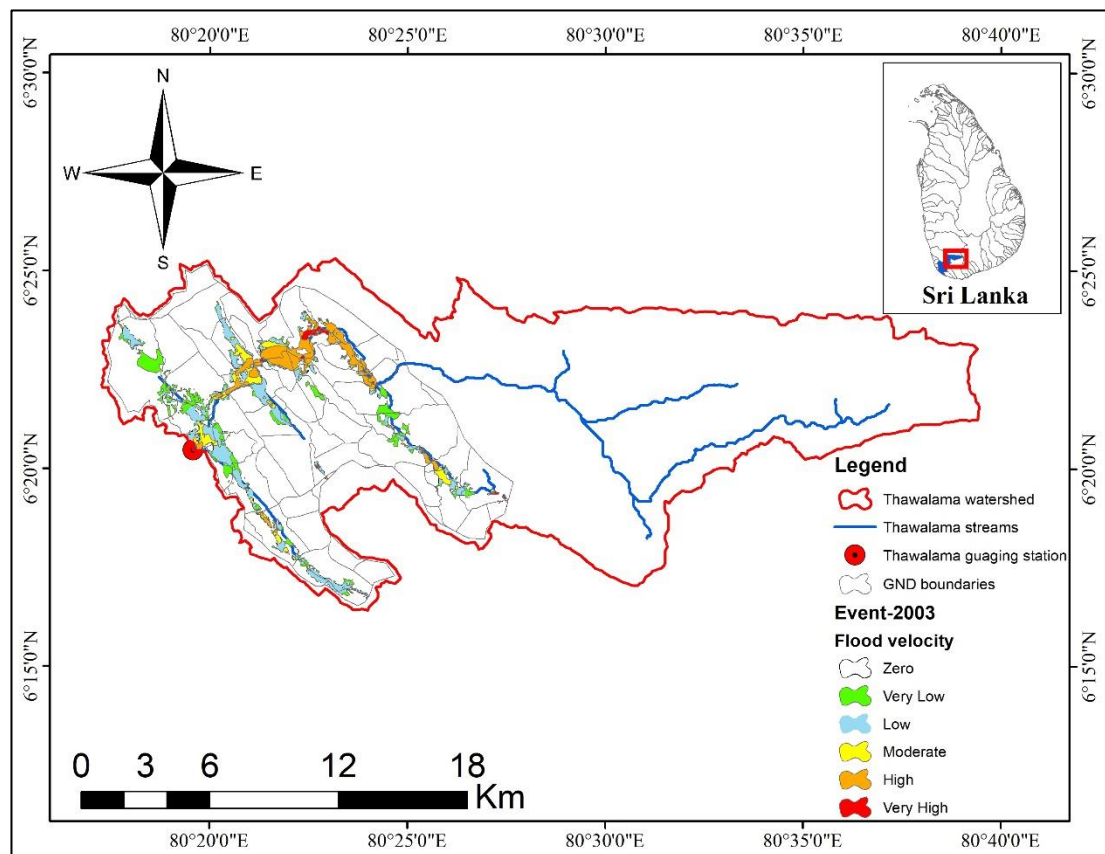 80°20'0"E 80°25'0"E 80°30'0"E 80°35'0"E 80°40'0"E
6°30'0"N
6°30'0"N
N
W
E
S
Sri Lanka
6°25'0"N
6°25'0"N
6°20'0"N
6°20'0"N
6°15'0"N
6°15'0"N
Legend
Thawalama watershed
Thawalama streams
Thawalama guaging station
GND boundaries
Event-2003
Flood velocity
Zero
Very Low
Low
Moderate
High
Very High
0 3 6 12 18
Km
80°20'0"E 80°25'0"E 80°30'0"E 80°35'0"E 80°40'0"E